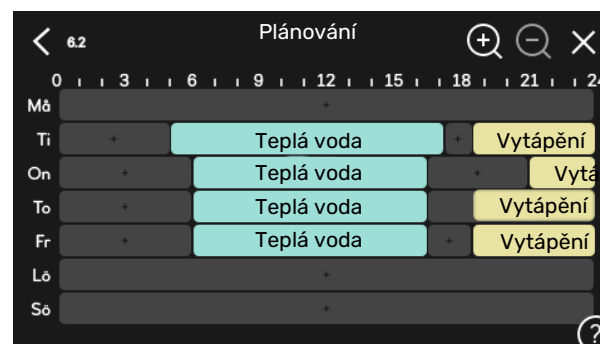 6.2 Plánování
0 3 6 9 12 15 18 21 24
Må
Ti Teplá voda Vytápění
On Teplá voda Vytá
To Teplá voda Vytápění
Fr Teplá voda Vytápění
Lö
Sö
?